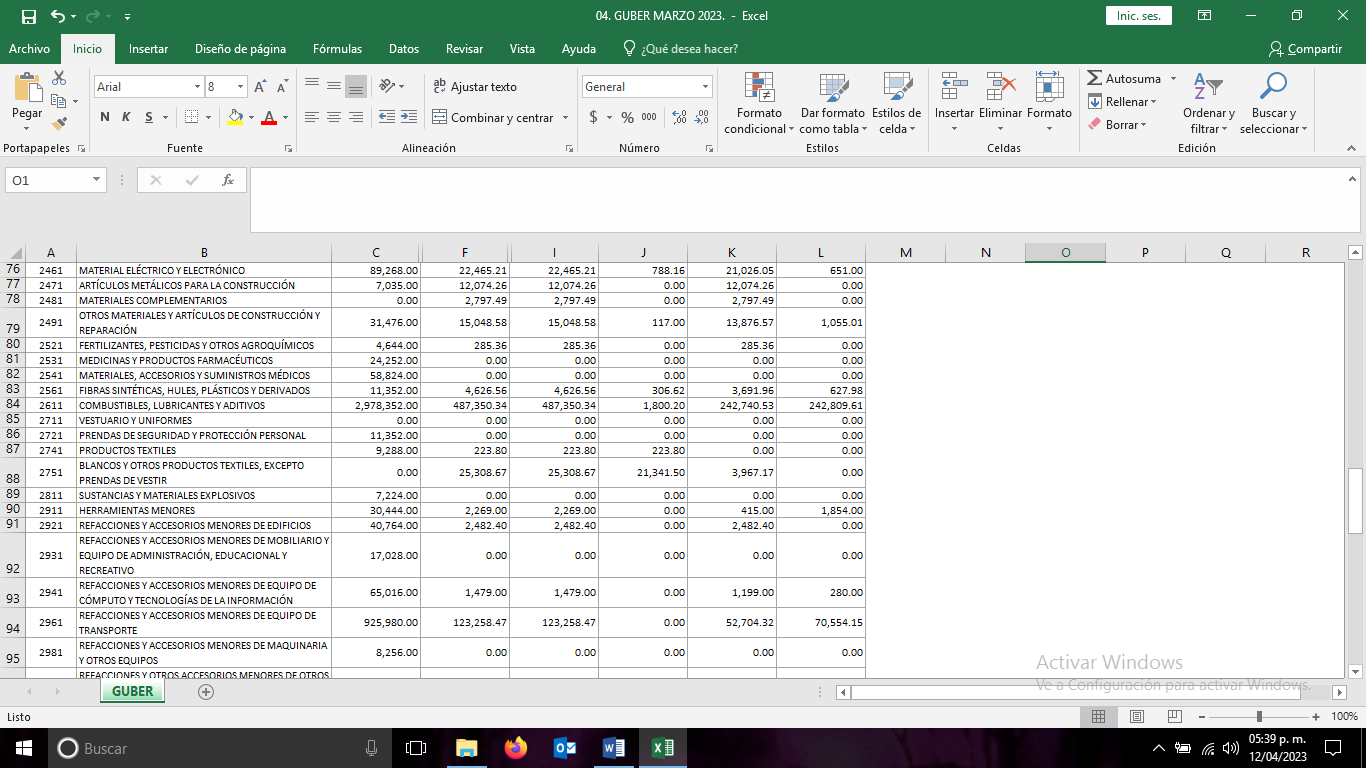 04. GUBER MARZO 2023. - Excel
Inic. ses.
Archivo Inicio Insertar Diseño de página Fórmulas Datos Revisar Vista Ayuda ¿Qué desea hacer? Compartir
Pegar
Arial 8
N K S
Ajustar texto
Combinar y centrar
General
$ % 000
Formato condicional
Dar formato como tabla
Estilos de celda
Insertar Eliminar Formato
Autosuma
Rellenar
Borrar
Ordenar y filtrar
Buscar y seleccionar
Portapapeles Fuente Alineación Número Estilos Celdas Edición
O1 fx
A B C F I J K L M N O P Q R
76 2461 MATERIAL ELÉCTRICO Y ELECTRÓNICO 89,268.00 22,465.21 22,465.21 788.16 21,026.05 651.00
77 2471 ARTÍCULOS METÁLICOS PARA LA CONSTRUCCIÓN 7,035.00 12,074.26 12,074.26 0.00 12,074.26 0.00
78 2481 MATERIALES COMPLEMENTARIOS 0.00 2,797.49 2,797.49 0.00 2,797.49 0.00
79 2491 OTROS MATERIALES Y ARTÍCULOS DE CONSTRUCCIÓN Y
REPARACIÓN 31,476.00 15,048.58 15,048.58 117.00 13,876.57 1,055.01
80 2521 FERTILIZANTES, PESTICIDAS Y OTROS AGROQUÍMICOS 4,644.00 285.36 285.36 0.00 285.36 0.00
81 2531 MEDICINAS Y PRODUCTOS FARMACÉUTICOS 24,252.00 0.00 0.00 0.00 0.00 0.00
82 2541 MATERIALES, ACCESORIOS Y SUMINISTROS MÉDICOS 58,824.00 0.00 0.00 0.00 0.00 0.00
83 2561 FIBRAS SINTÉTICAS, HULES, PLÁSTICOS Y DERIVADOS 11,352.00 4,626.56 4,626.56 306.62 3,691.96 627.98
84 2611 COMBUSTIBLES, LUBRICANTES Y ADITIVOS 2,978,352.00 487,350.34 487,350.34 1,800.20 242,740.53 242,809.61
85 2711 VESTUARIO Y UNIFORMES 0.00 0.00 0.00 0.00 0.00 0.00
86 2721 PRENDAS DE SEGURIDAD Y PROTECCIÓN PERSONAL 11,352.00 0.00 0.00 0.00 0.00 0.00
87 2741 PRODUCTOS TEXTILES 9,288.00 223.80 223.80 223.80 0.00 0.00
88 2751 BLANCOS Y OTROS PRODUCTOS TEXTILES, EXCEPTO
PRENDAS DE VESTIR 0.00 25,308.67 25,308.67 21,341.50 3,967.17 0.00
89 2811 SUSTANCIAS Y MATERIALES EXPLOSIVOS 7,224.00 0.00 0.00 0.00 0.00 0.00
90 2911 HERRAMIENTAS MENORES 30,444.00 2,269.00 2,269.00 0.00 415.00 1,854.00
91 2921 REFACCIONES Y ACCESORIOS MENORES DE EDIFICIOS 40,764.00 2,482.40 2,482.40 0.00 2,482.40 0.00
92 2931 REFACCIONES Y ACCESORIOS MENORES DE MOBILIARIO Y
EQUIPO DE ADMINISTRACIÓN, EDUCACIONAL Y
RECREATIVO 17,028.00 0.00 0.00 0.00 0.00 0.00
93 2941 REFACCIONES Y ACCESORIOS MENORES DE EQUIPO DE
CÓMPUTO Y TECNOLOGÍAS DE LA INFORMACIÓN 65,016.00 1,479.00 1,479.00 0.00 1,199.00 280.00
94 2961 REFACCIONES Y ACCESORIOS MENORES DE EQUIPO DE
TRANSPORTE 925,980.00 123,258.47 123,258.47 0.00 52,704.32 70,554.15
95 2981 REFACCIONES Y ACCESORIOS MENORES DE MAQUINARIA
Y OTROS EQUIPOS 8,256.00 0.00 0.00 0.00 0.00 0.00
REFACCIONES Y OTROS ACCESORIOS MENORES DE OTROS
Activar Windows
Ve a Configuración para activar Windows.
GUBER
Listo 100%
Buscar
05:39 p. m.
12/04/2023